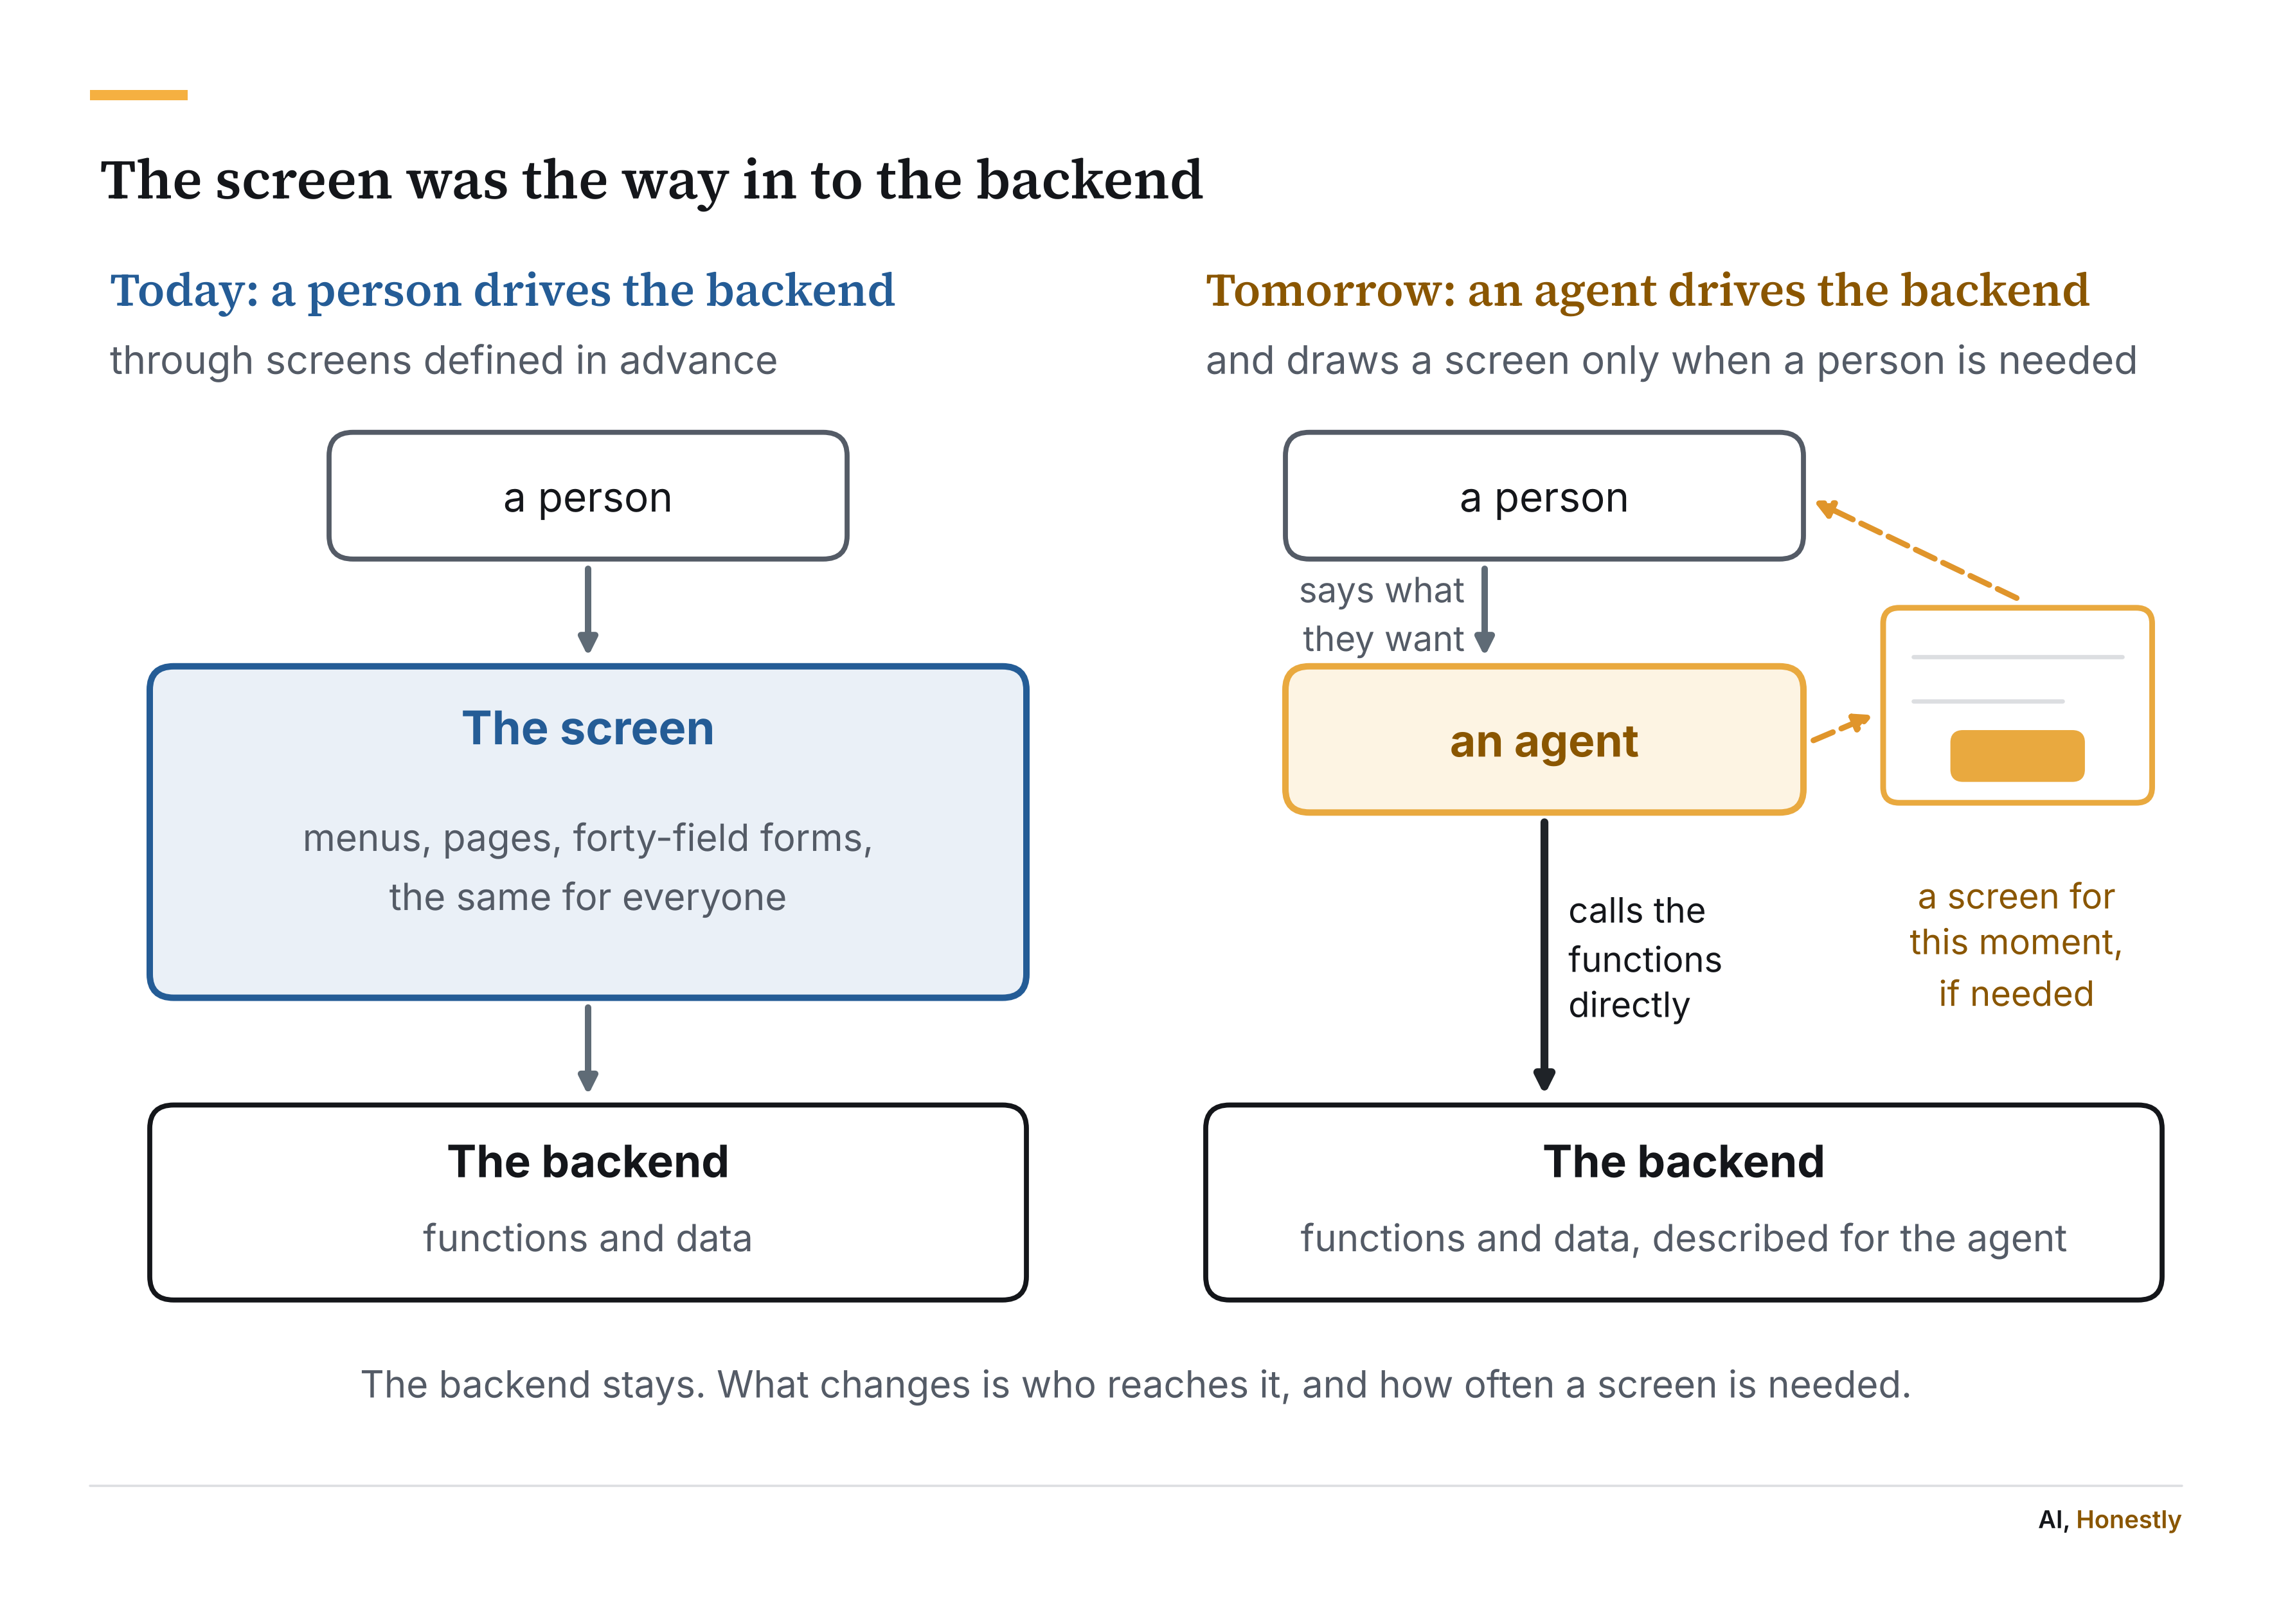 The screen was the way in to the backend
Today: a person drives the backend
through screens defined in advance
a person
The screen
menus, pages, forty-field forms,
the same for everyone
The backend
functions and data
Tomorrow: an agent drives the backend
and draws a screen only when a person is needed
a person
says what
they want
an agent
calls the
functions
directly
a screen for
this moment,
if needed
The backend
functions and data, described for the agent
The backend stays. What changes is who reaches it, and how often a screen is needed.
AI, Honestly